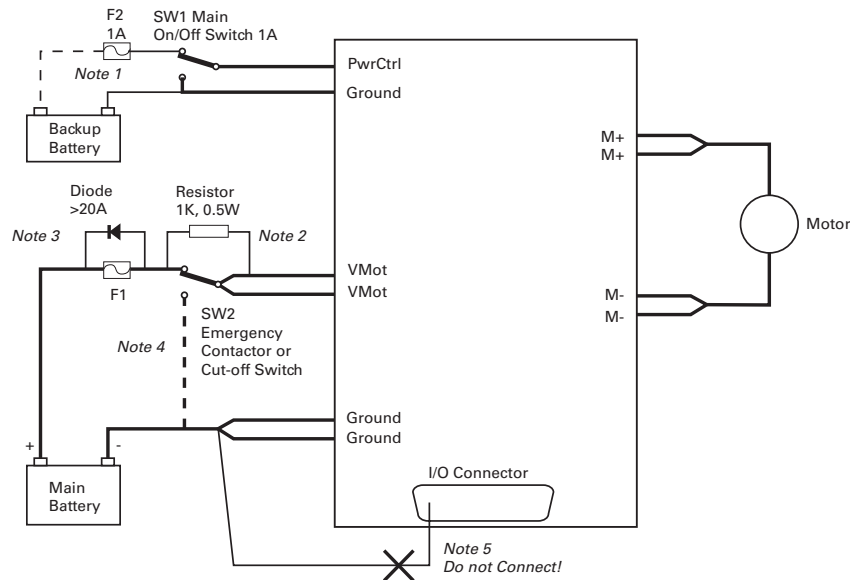 F2
1A
SW1 Main
On/Off Switch 1A
Note 1
PwrCtrl
Ground
Backup
Battery
M+
M+
Motor
Diode
>20A
Resistor
1K, 0.5W
Note 3
Note 2
F1
VMot
VMot
M-
M-
SW2
Emergency
Contactor or
Cut-off Switch
Note 4
Ground
Ground
+
-
Main
Battery
I/O Connector
Note 5
Do not Connect!